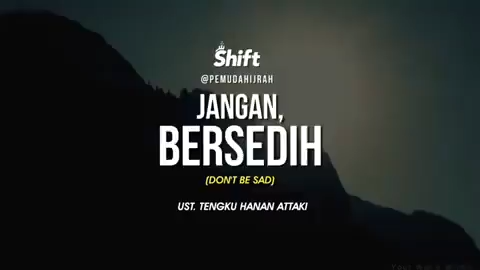 Shift
@PEMUDAHIJRAH
JANGAN,
BERSEDIH
(DON'T BE SAD)
UST. TENGKU HANAN ATTAKI